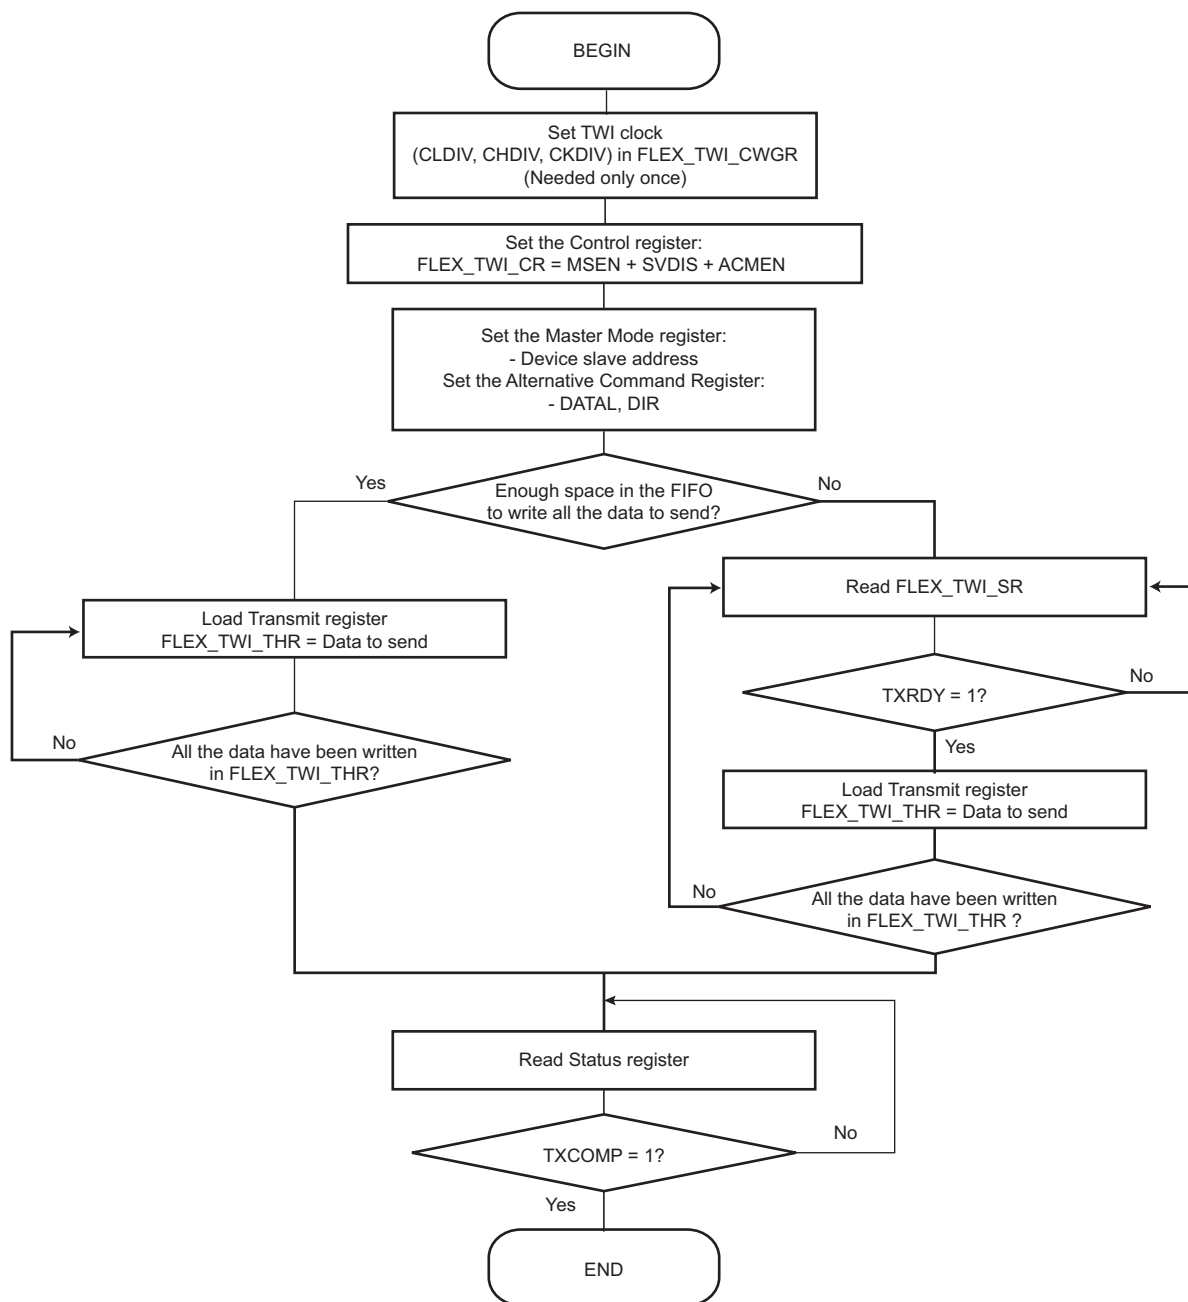 BEGIN
Set TWI clock
(CLDIV, CHDIV, CKDIV) in FLEX_TWI_CWGR
(Needed only once)
Set the Control register:
FLEX_TWI_CR = MSEN + SVDIS + ACMEN
Set the Master Mode register:
- Device slave address
Set the Alternative Command Register:
- DATAL, DIR
Yes
Enough space in the FIFO
to write all the data to send?
No
Load Transmit register
FLEX_TWI_THR = Data to send
No
All the data have been written
in FLEX_TWI_THR?
Read FLEX_TWI_SR
TXRDY = 1?
No
Yes
Load Transmit register
FLEX_TWI_THR = Data to send
No
All the data have been written
in FLEX_TWI_THR ?
Read Status register
TXCOMP = 1?
No
Yes
END